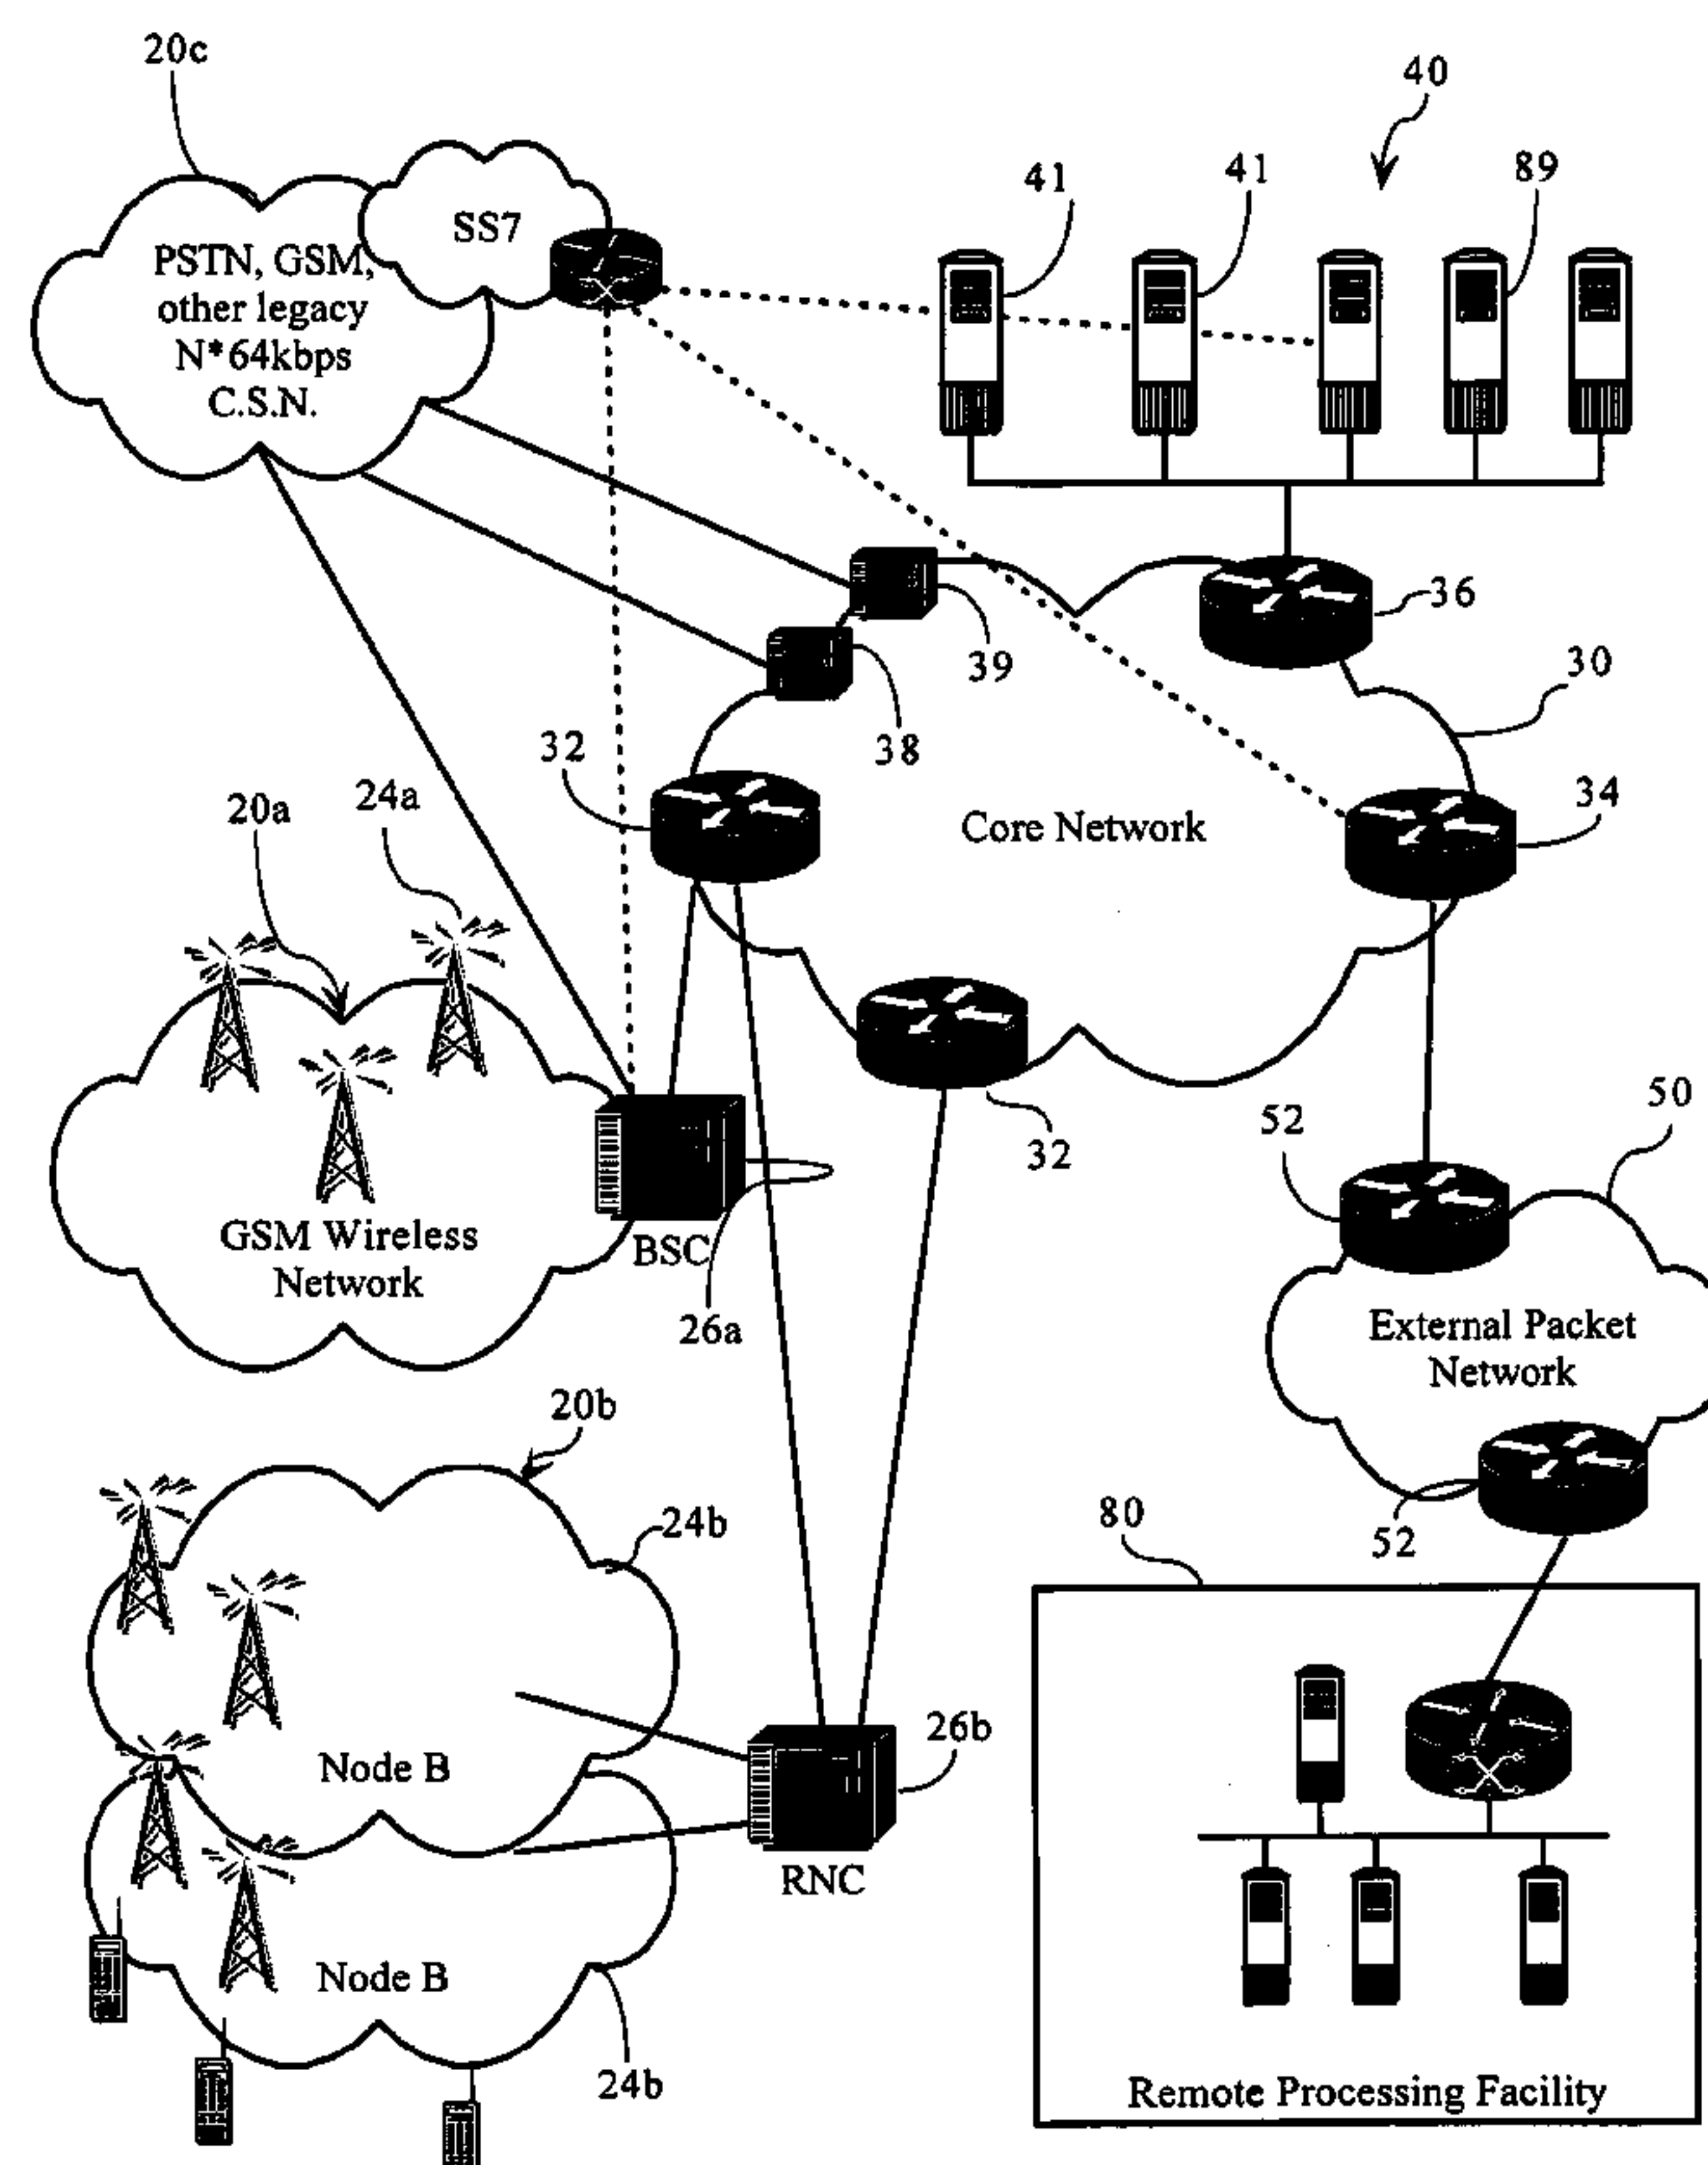 20c
40
41
41
89
SS7
PSTN, GSM,
other legacy
N*64kbps
C.S.N.
36
39
30
38
32
34
24a
20a
Core Network
50
52
32
GSM Wireless
Network
BSC
26a
External Packet
Network
20b
24b
80
52
26b
Node B
RNC
Node B
24b
Remote Processing Facility